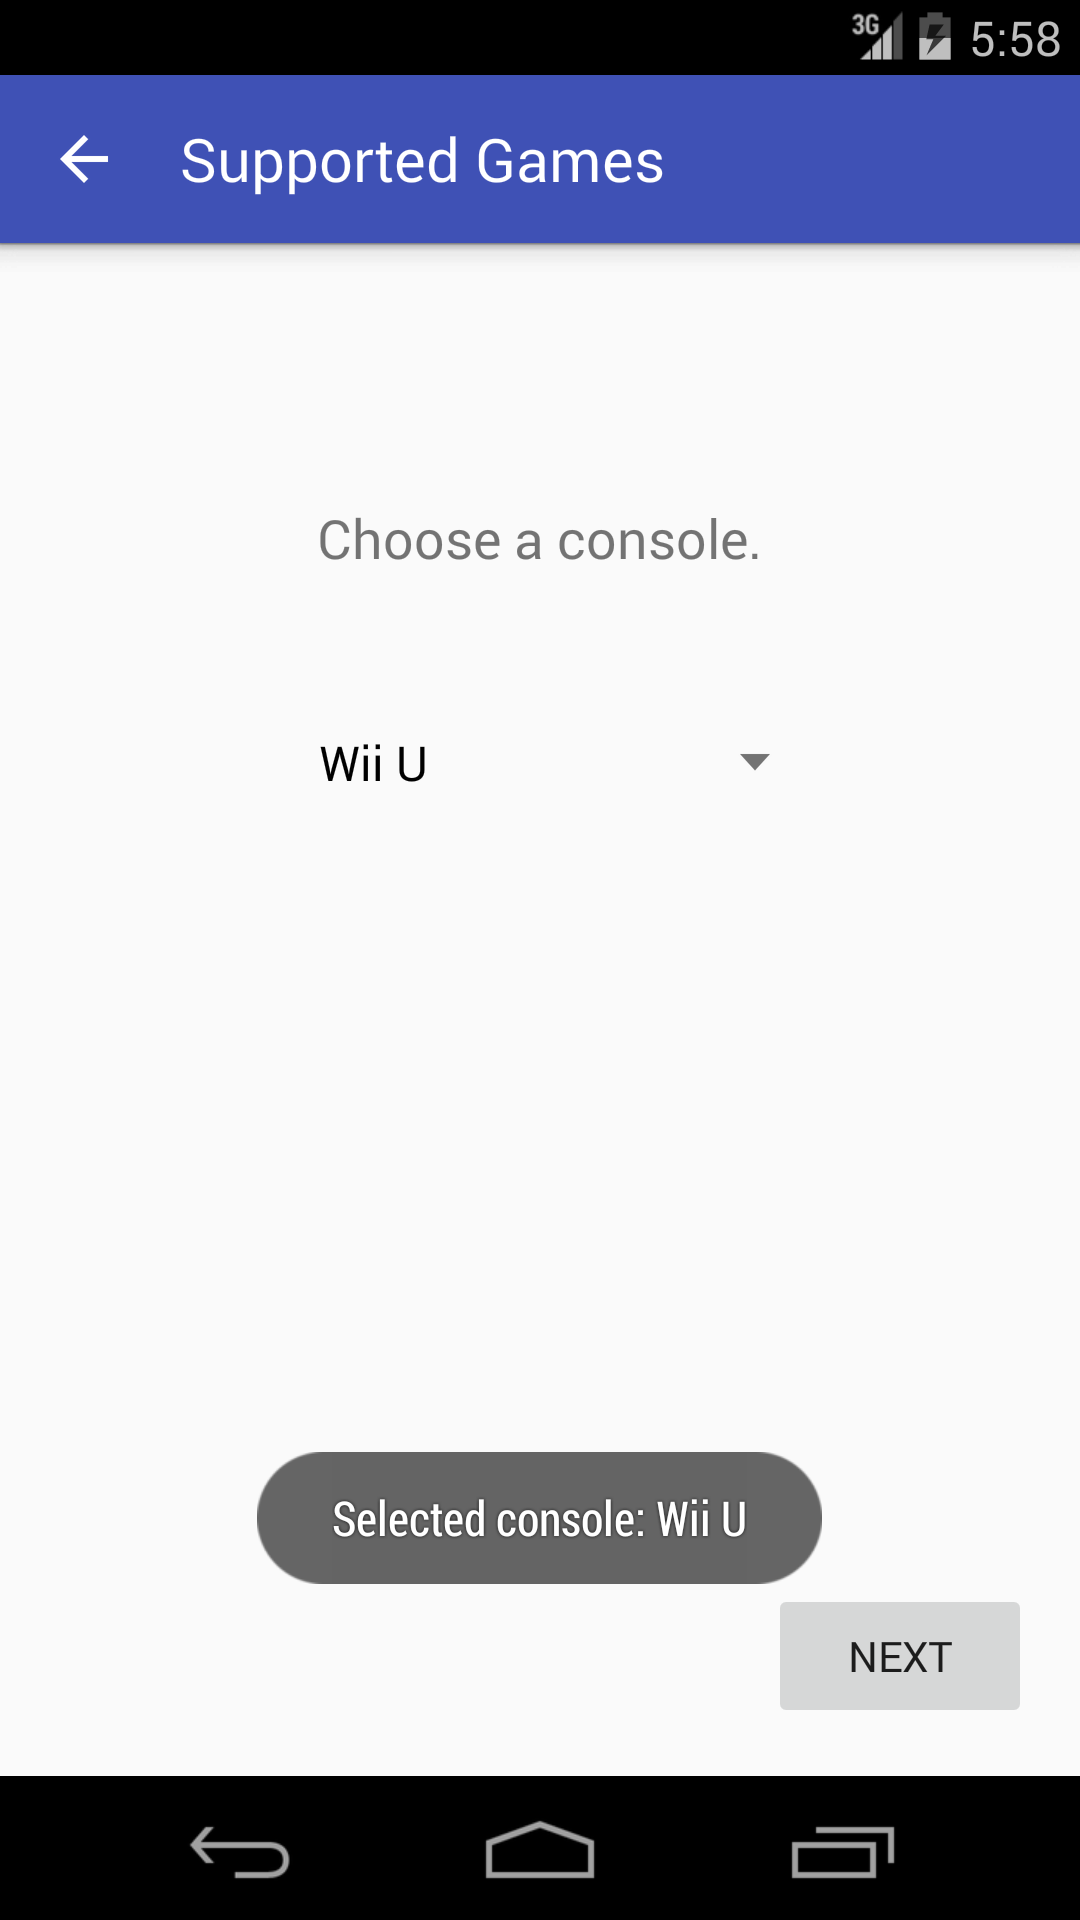 3G 5:58
Supported Games
Choose a console.
Wii U
Selected console: Wii U
NEXT